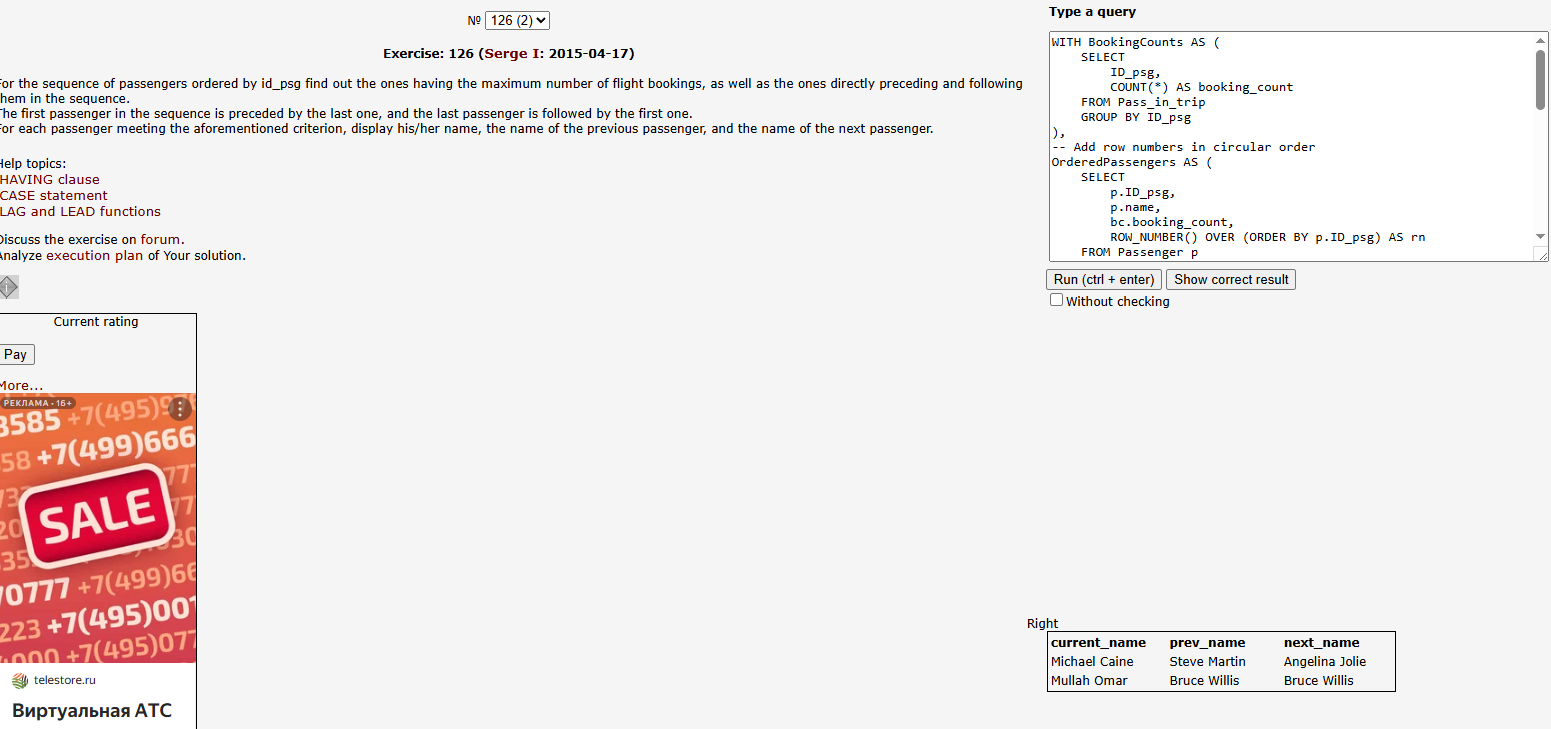 № 126 (2)
Exercise: 126 (Serge I: 2015-04-17)
For the sequence of passengers ordered by id_psg find out the ones having the maximum number of flight bookings, as well as the ones directly preceding and following
them in the sequence.
The first passenger in the sequence is preceded by the last one, and the last passenger is followed by the first one.
For each passenger meeting the aforementioned criterion, display his/her name, the name of the previous passenger, and the name of the next passenger.
Help topics:
HAVING clause
CASE statement
LAG and LEAD functions
Discuss the exercise on forum.
Analyze execution plan of Your solution.
Current rating
Pay
More...
РЕКЛАМА • 16+
3585 +7(495)9
58 +7(499)666
SALE
70777 +7(499)66
223 +7(495)001
4000 +7(495)077
telestore.ru
Виртуальная АТС
Type a query
WITH BookingCounts AS (
SELECT
ID_psg,
COUNT(*) AS booking_count
FROM Pass_in_trip
GROUP BY ID_psg
),
-- Add row numbers in circular order
OrderedPassengers AS (
SELECT
p.ID_psg,
p.name,
bc.booking_count,
ROW_NUMBER() OVER (ORDER BY p.ID_psg) AS rn
FROM Passenger p
Run (ctrl + enter) Show correct result
Without checking
Right
current_name prev_name next_name
Michael Caine Steve Martin Angelina Jolie
Mullah Omar Bruce Willis Bruce Willis